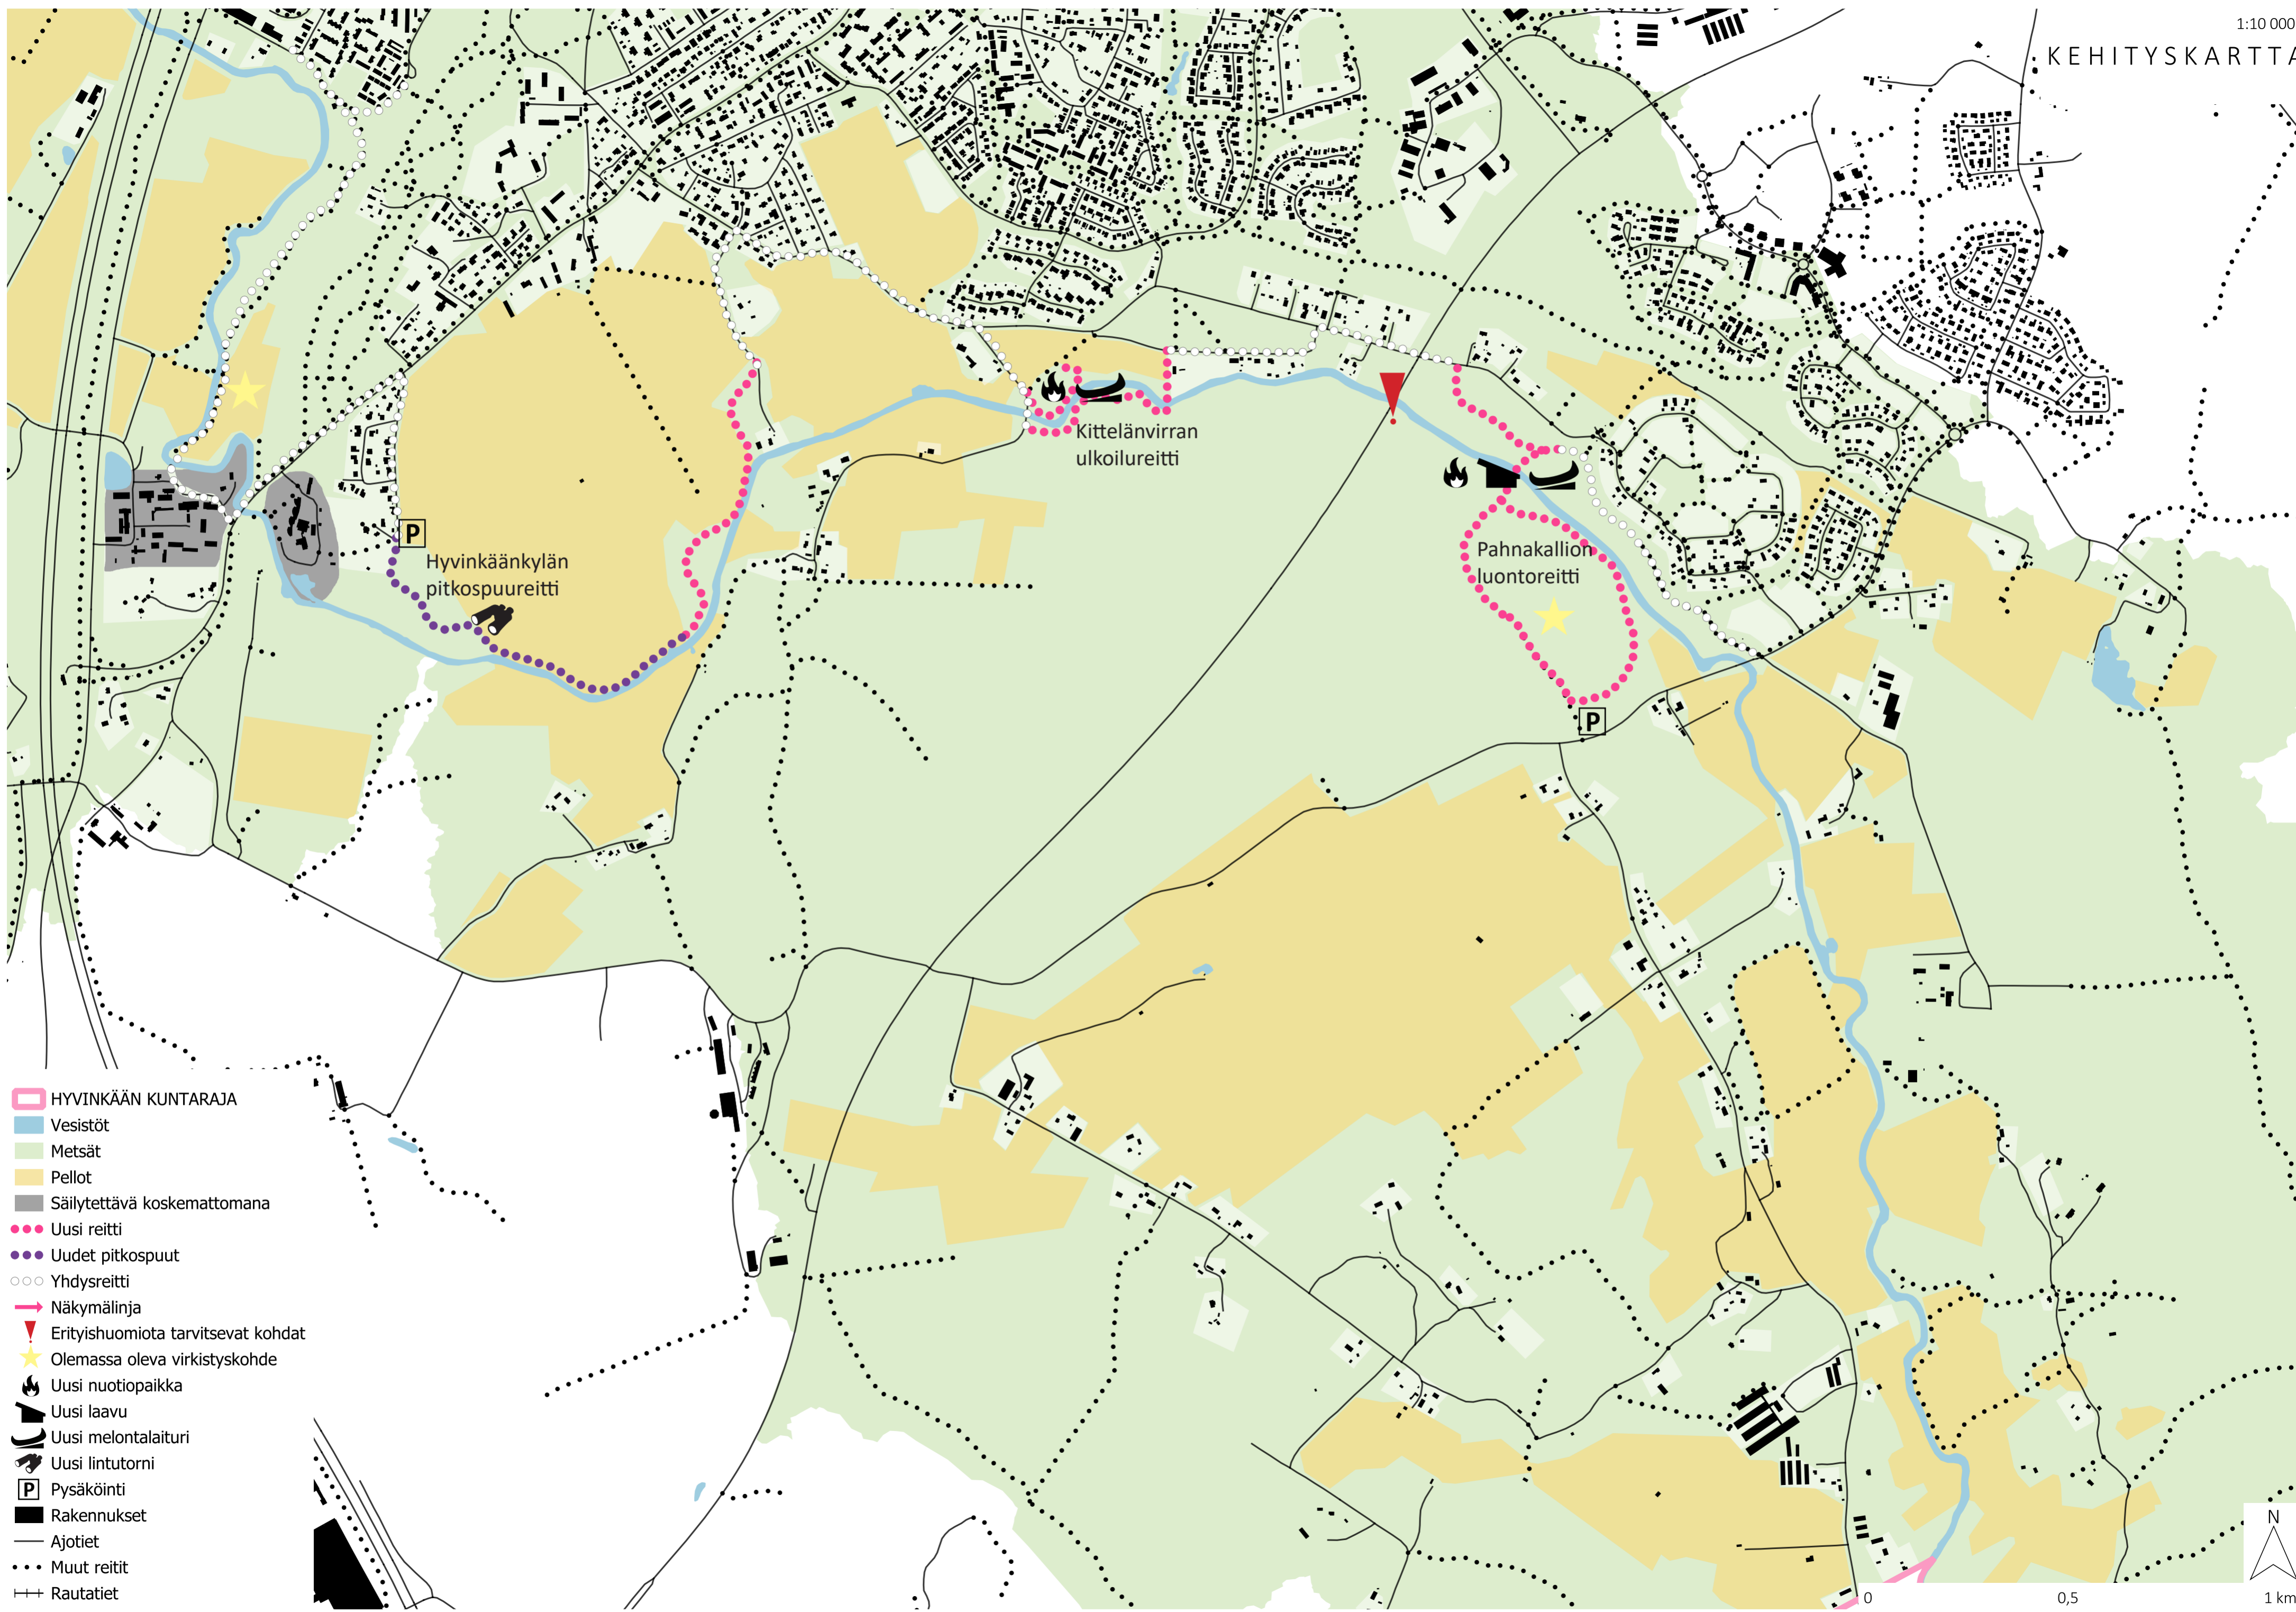 1:10 000
KEHITYSKARTTA
Kittelänvirran
ulkoilureitti
P
Hyvinkäänkylän
pitkospuureitti
Pahnakallion
luontoreitti
P
HYVINKÄÄN KUNTARAJA
Vesistöt
Metsät
Pellot
Säilytettävä koskemattomana
Uusi reitti
Uudet pitkospuut
Yhdysreitti
Näkymälinja
Erityishuomiota tarvitsevat kohdat
Olemassa oleva virkistyskohde
Uusi nuotiopaikka
Uusi laavu
Uusi melontalaituri
Uusi lintutorni
P Pysäköinti
Rakennukset
Ajotiet
Muut reitit
Rautatiet
N
0 0,5 1 km